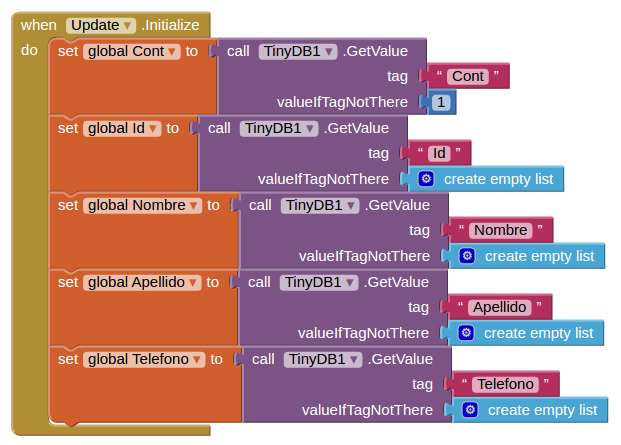 when Update .Initialize
do set global Cont to call TinyDB1 .GetValue
tag " Cont "
valueIfTagNotThere 1
set global Id to call TinyDB1 .GetValue
tag " Id "
valueIfTagNotThere create empty list
set global Nombre to call TinyDB1 .GetValue
tag " Nombre "
valueIfTagNotThere create empty list
set global Apellido to call TinyDB1 .GetValue
tag " Apellido "
valueIfTagNotThere create empty list
set global Telefono to call TinyDB1 .GetValue
tag " Telefono "
valueIfTagNotThere create empty list